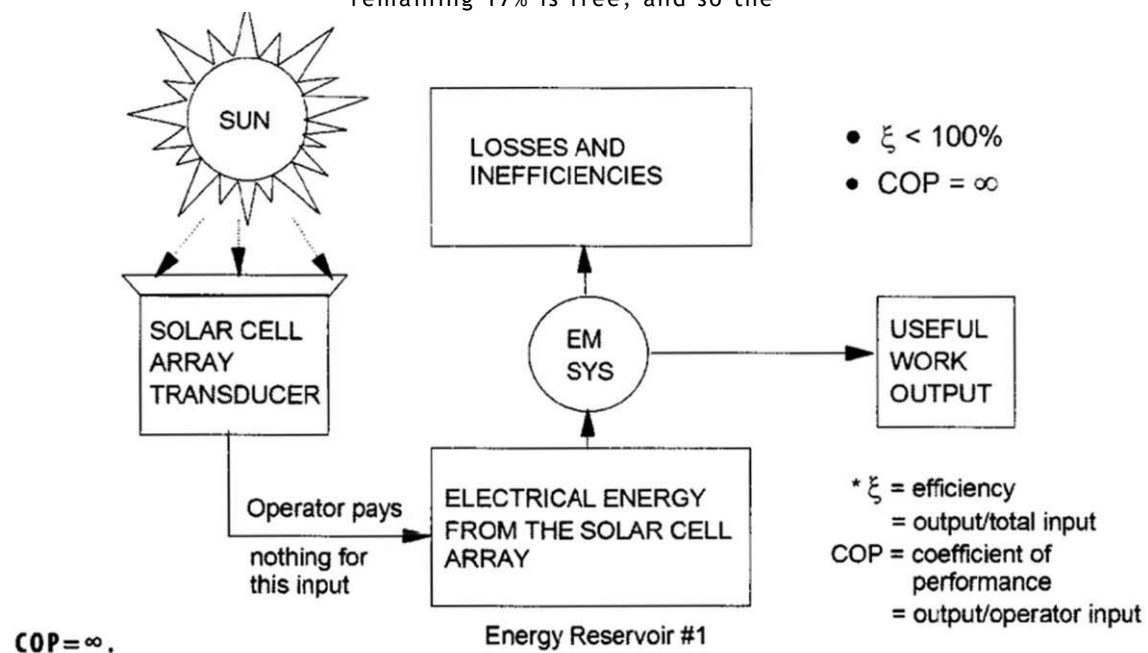 remaining 17% is free, and so the
SUN
LOSSES AND
INEFFICIENCIES
• ξ < 100%
• COP = ∞
SOLAR CELL
ARRAY
TRANSDUCER
EM
SYS
USEFUL
WORK
OUTPUT
Operator pays
nothing for
this input
ELECTRICAL ENERGY
FROM THE SOLAR CELL
ARRAY
* ξ = efficiency
= output/total input
COP = coefficient of
performance
= output/operator input
Energy Reservoir #1
COP=∞.